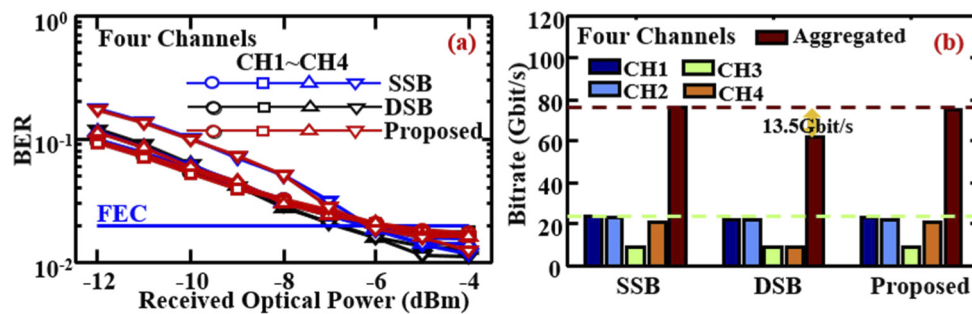 10⁰
Four Channels
(a)
CH1~CH4
SSB
DSB
Proposed
10⁻¹
BER
FEC
10⁻²
-12 -10 -8 -6 -4
Received Optical Power (dBm)
120
100
80
60
40
20
0
Bitrate (Gbit/s)
Four Channels Aggregated
(b)
CH1 CH3
CH2 CH4
13.5Gbit/s
SSB DSB Proposed